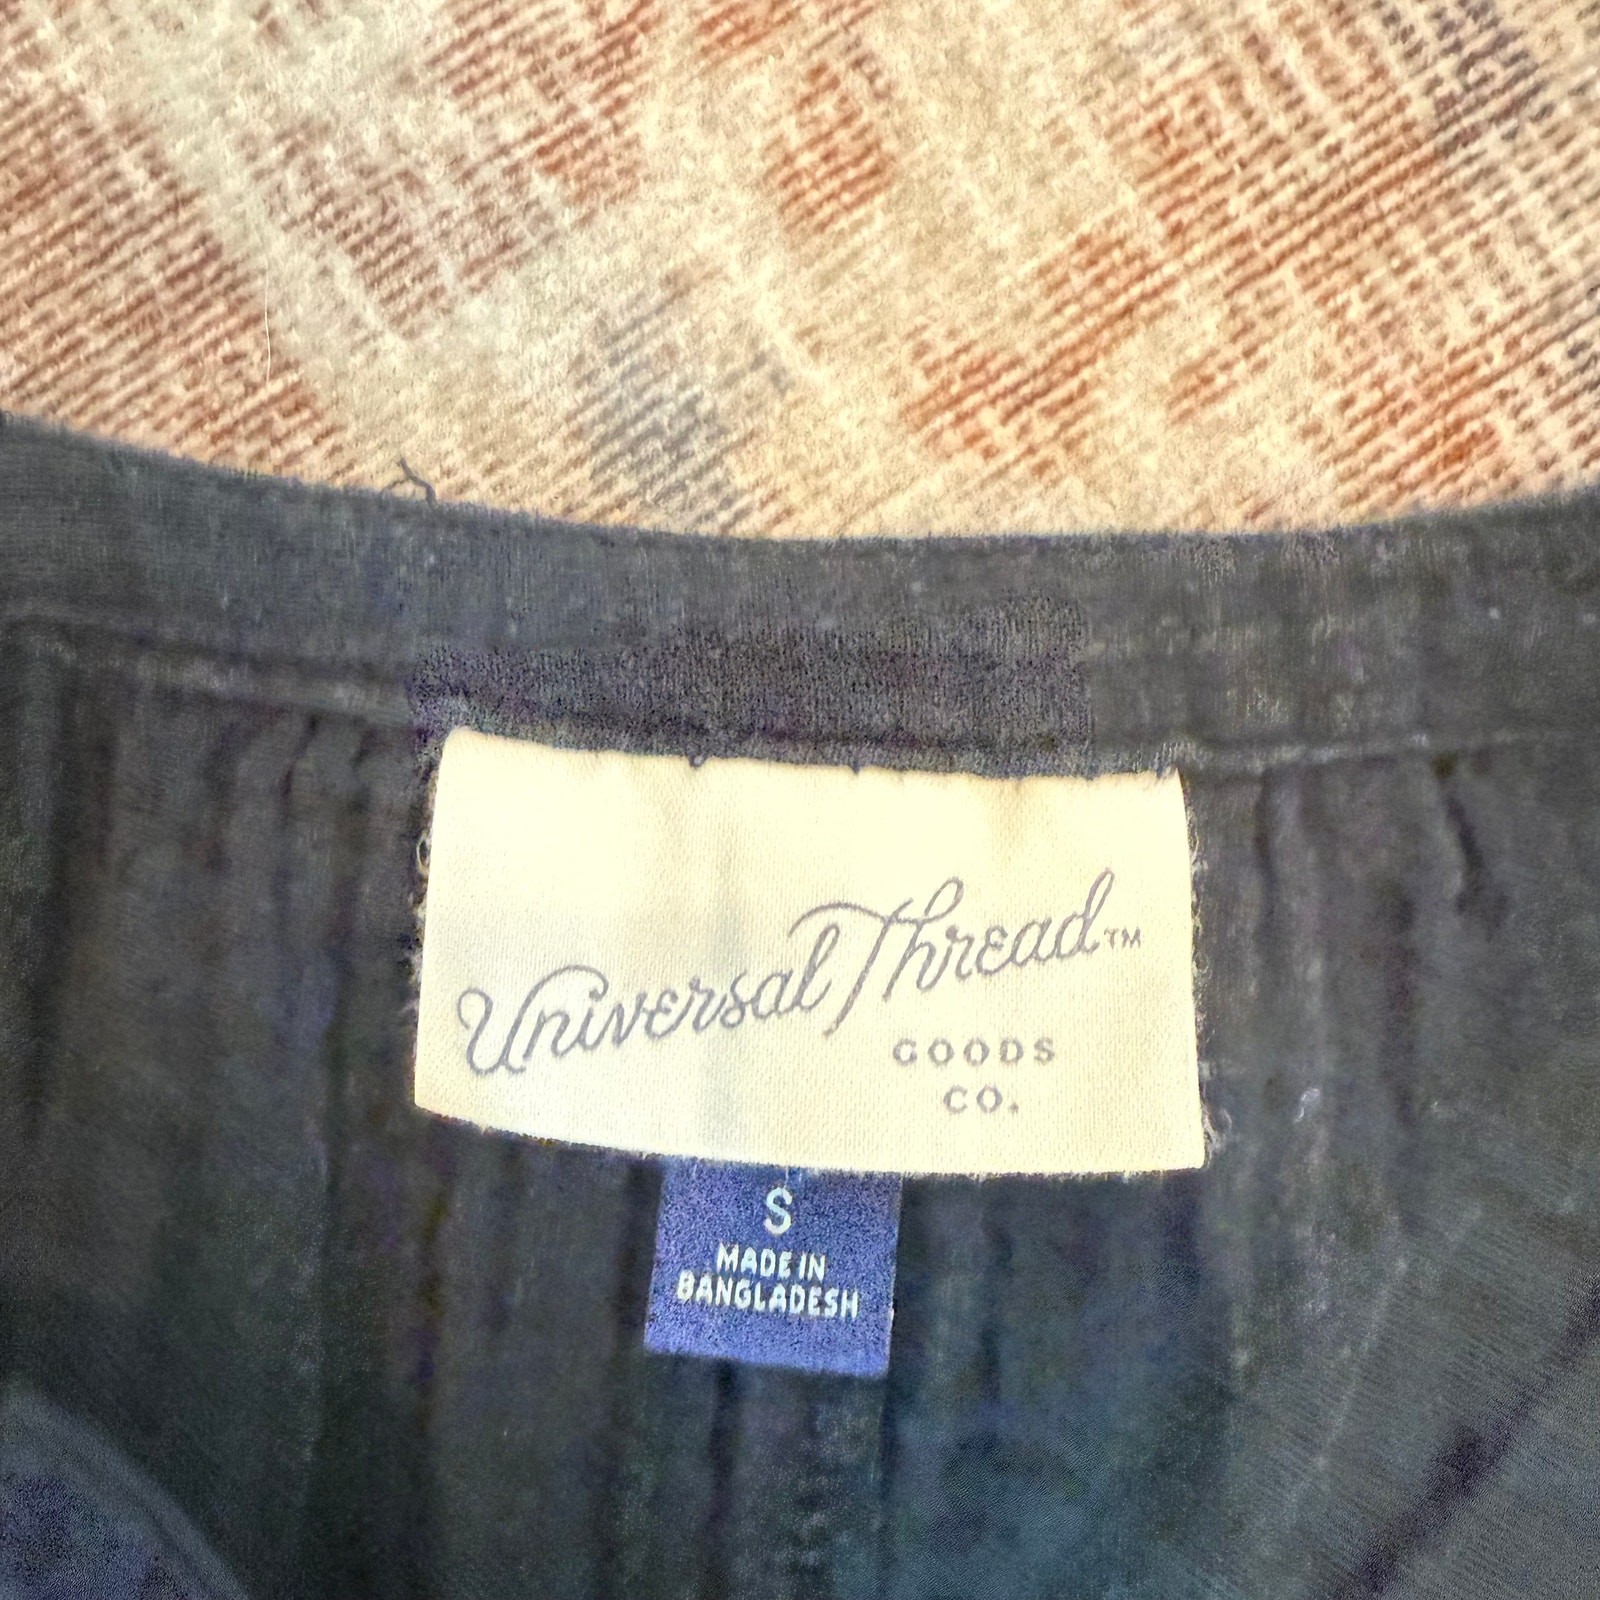 Universal Thread™
GOODS
CO.
S
MADE IN
BANGLADESH